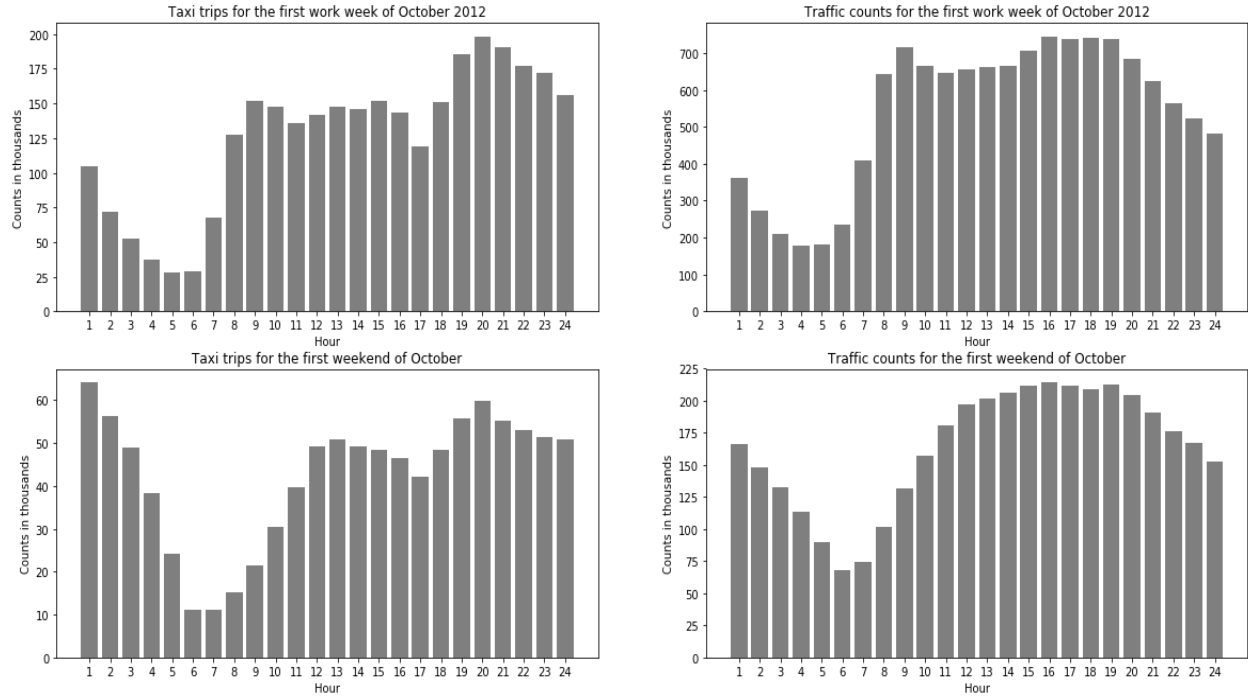 Taxi trips for the first work week of October 2012
Counts in thousands
200
175
150
125
100
75
50
25
0
1 2 3 4 5 6 7 8 9 10 11 12 13 14 15 16 17 18 19 20 21 22 23 24
Hour
Traffic counts for the first work week of October 2012
Counts in thousands
700
600
500
400
300
200
100
0
1 2 3 4 5 6 7 8 9 10 11 12 13 14 15 16 17 18 19 20 21 22 23 24
Hour
Taxi trips for the first weekend of October
Counts in thousands
60
50
40
30
20
10
0
1 2 3 4 5 6 7 8 9 10 11 12 13 14 15 16 17 18 19 20 21 22 23 24
Hour
Traffic counts for the first weekend of October
Counts in thousands
225
200
175
150
125
100
75
50
25
0
1 2 3 4 5 6 7 8 9 10 11 12 13 14 15 16 17 18 19 20 21 22 23 24
Hour